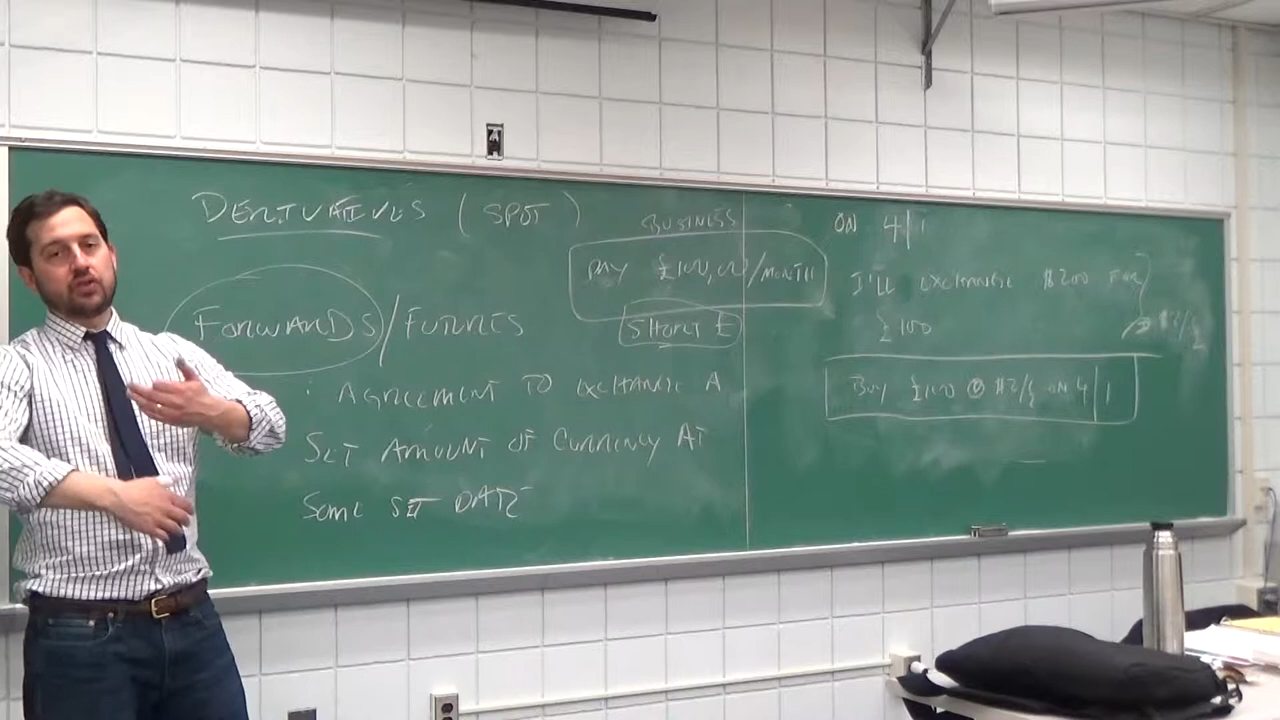 DERIVATIVES (SPOT)
FORWARDS/FUTURES
: AGREEMENT TO EXCHANGE A
SET AMOUNT OF CURRENCY AT
SOME SET DATE
BUSINESS
PAY £100,000/MONTH
SHORT £
ON 4/1
I'LL EXCHANGE $200 FOR
£100
$2/£
BUY £100 @ $2/£ ON 4/1